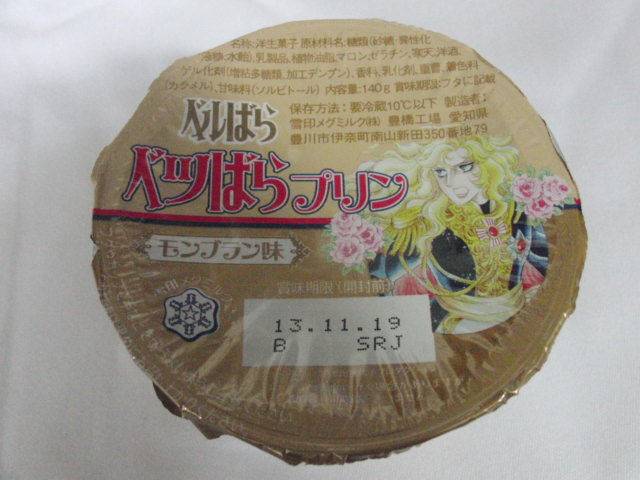 名称:洋生菓子 原材料名:糖類(砂糖・異性化
液糖・水飴)、乳製品、植物油脂、マロン、ゼラチン、寒天、洋酒、
ゲル化剤(増粘多糖類、加工デンプン)、香料、乳化剤、重曹、着色料
(カラメル)、甘味料(ソルビトール) 内容量:140g 賞味期限:フタに記載
保存方法:要冷蔵10℃以下 製造者:
雪印メグミルク(株) 豊橋工場 愛知県
豊川市伊奈町南山新田350番地79
ベルばら
ベツばらプリン
モンブラン味
賞味期限(開封前)
13.11.19
B SRJ